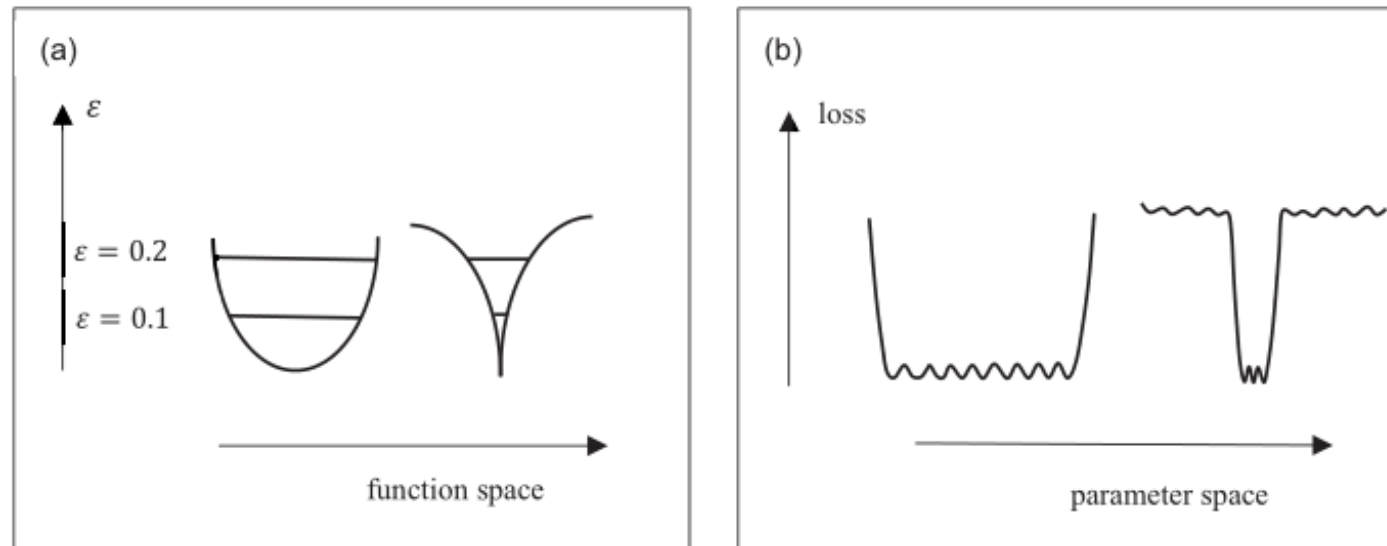 (a)
ε
ε = 0.2
ε = 0.1
function space
(b)
loss
parameter space